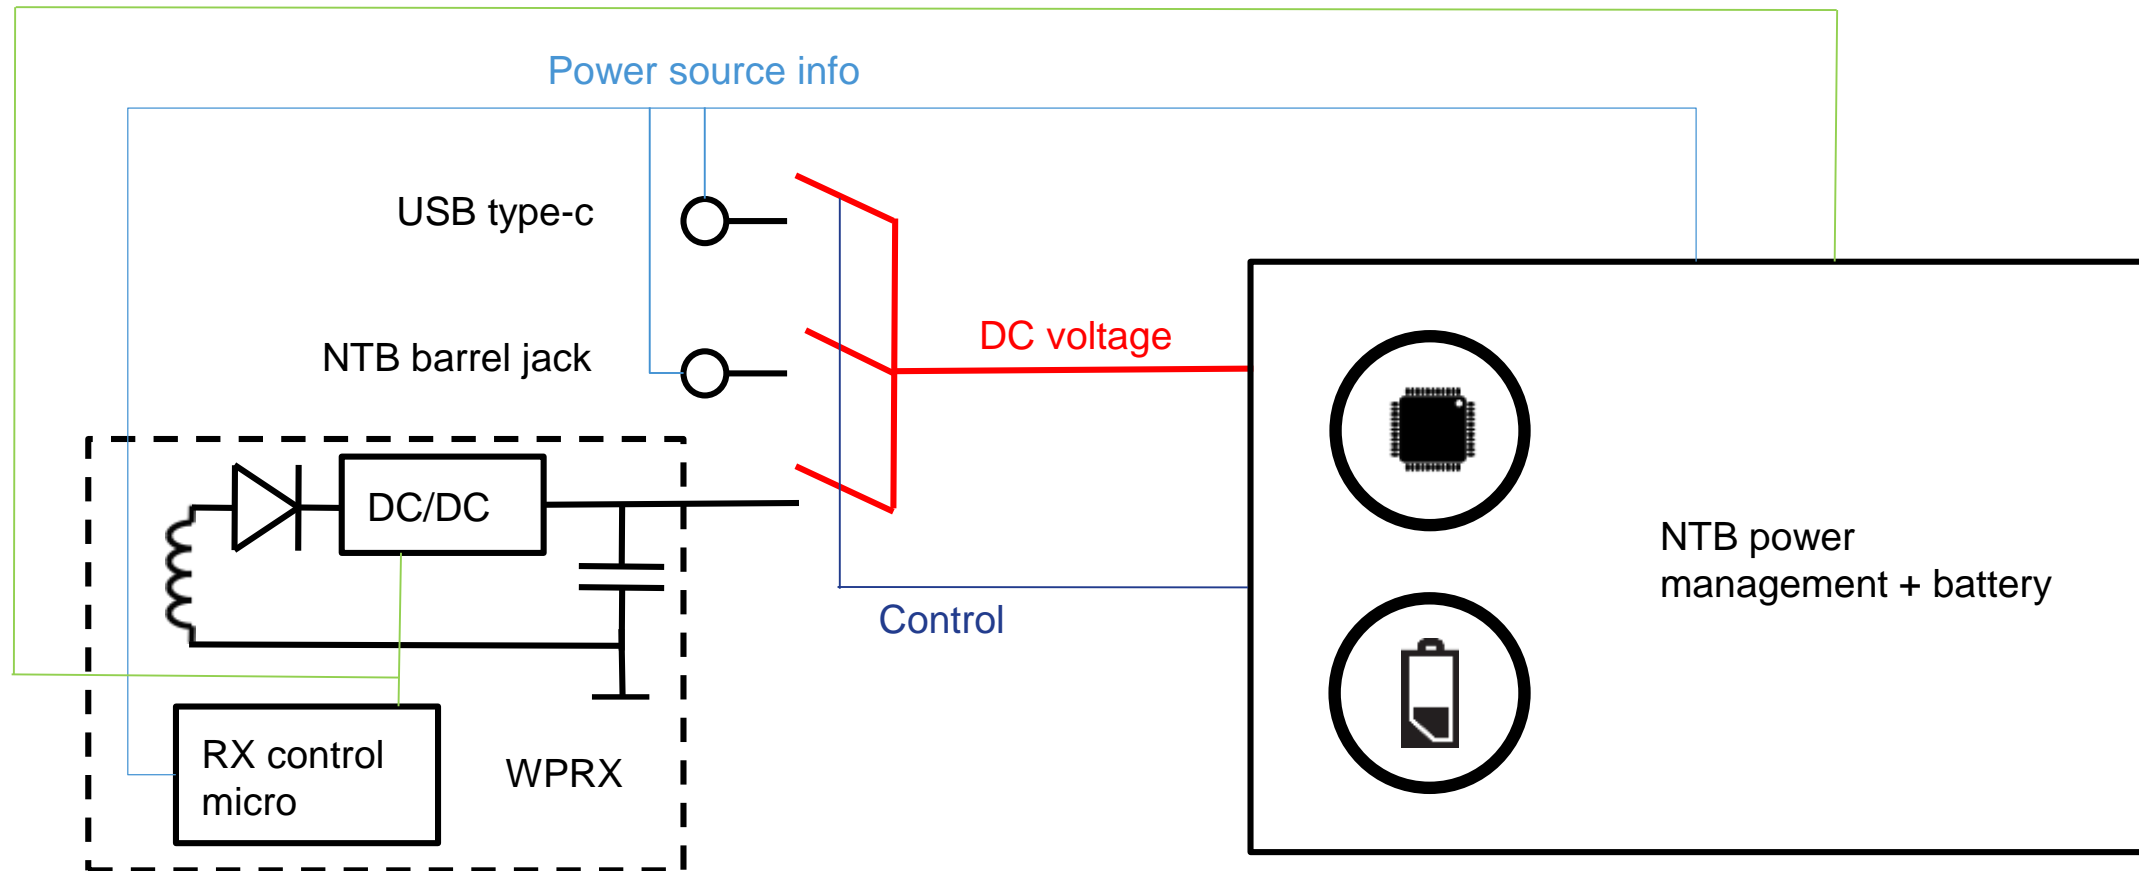 Power source info
USB type-c
NTB barrel jack
DC voltage
DC/DC
NTB power
management + battery
Control
RX control
micro
WPRX